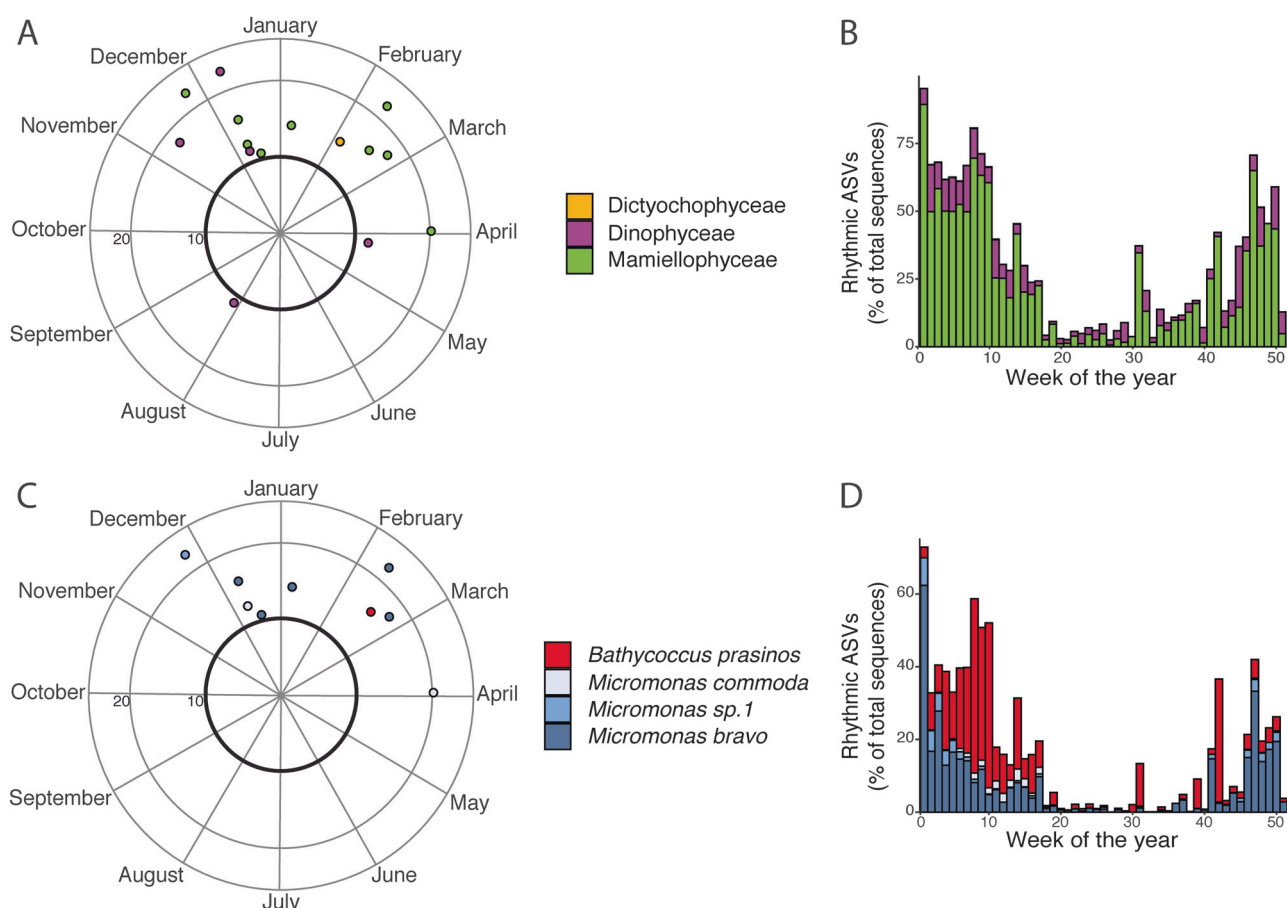 A
January
February
March
April
May
June
July
August
September
October
November
December
20
10
Dictyochophyceae
Dinophyceae
Mamiellophyceae
B
Rhythmic ASVs
(% of total sequences)
75
50
25
0
0
10
20
30
40
50
Week of the year
C
January
February
March
April
May
June
July
August
September
October
November
December
20
10
Bathycoccus prasinos
Micromonas commoda
Micromonas sp.1
Micromonas bravo
D
Rhythmic ASVs
(% of total sequences)
60
40
20
0
0
10
20
30
40
50
Week of the year